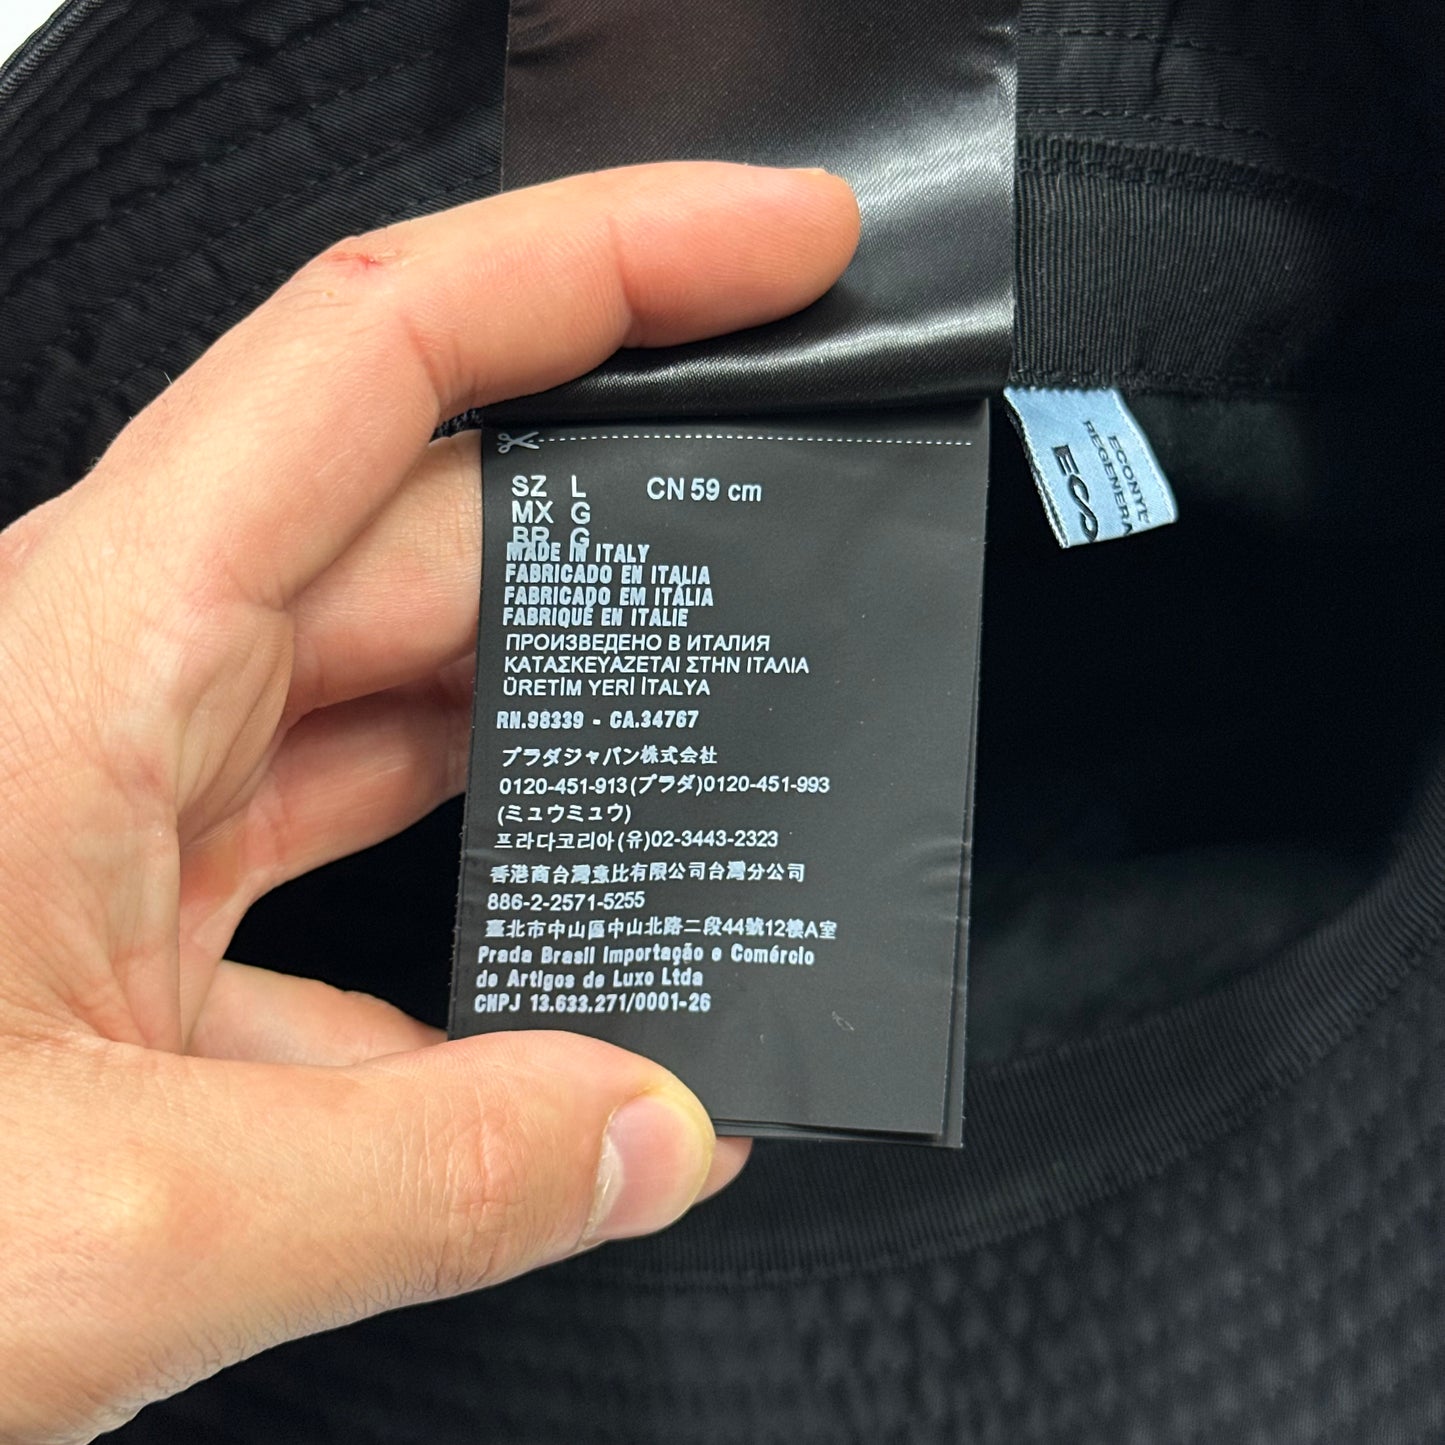 SZ L CN 59 cm
MX G
BR G
MADE IN ITALY
FABRICADO EN ITALIA
FABRICADO EM ITÁLIA
FABRIQUÉ EN ITALIE
ПРОИЗВЕДЕНО В ИТАЛИЯ
ΚΑΤΑΣΚΕΥΑΖΕΤΑΙ ΣΤΗΝ ΙΤΑΛΙΑ
ÜRETİM YERİ İTALYA
RN.98339 - CA.34767
プラダジャパン株式会社
0120-451-913(プラダ)0120-451-993
(ミュウミュウ)
프라다코리아(유)02-3443-2323
香港商台灣意比有限公司台灣分公司
886-2-2571-5255
臺北市中山區中山北路二段44號12樓A室
Prada Brasil Importação e Comércio
de Artigos de Luxo Ltda
CNPJ 13.633.271/0001-26
ECONYL
REGENERA